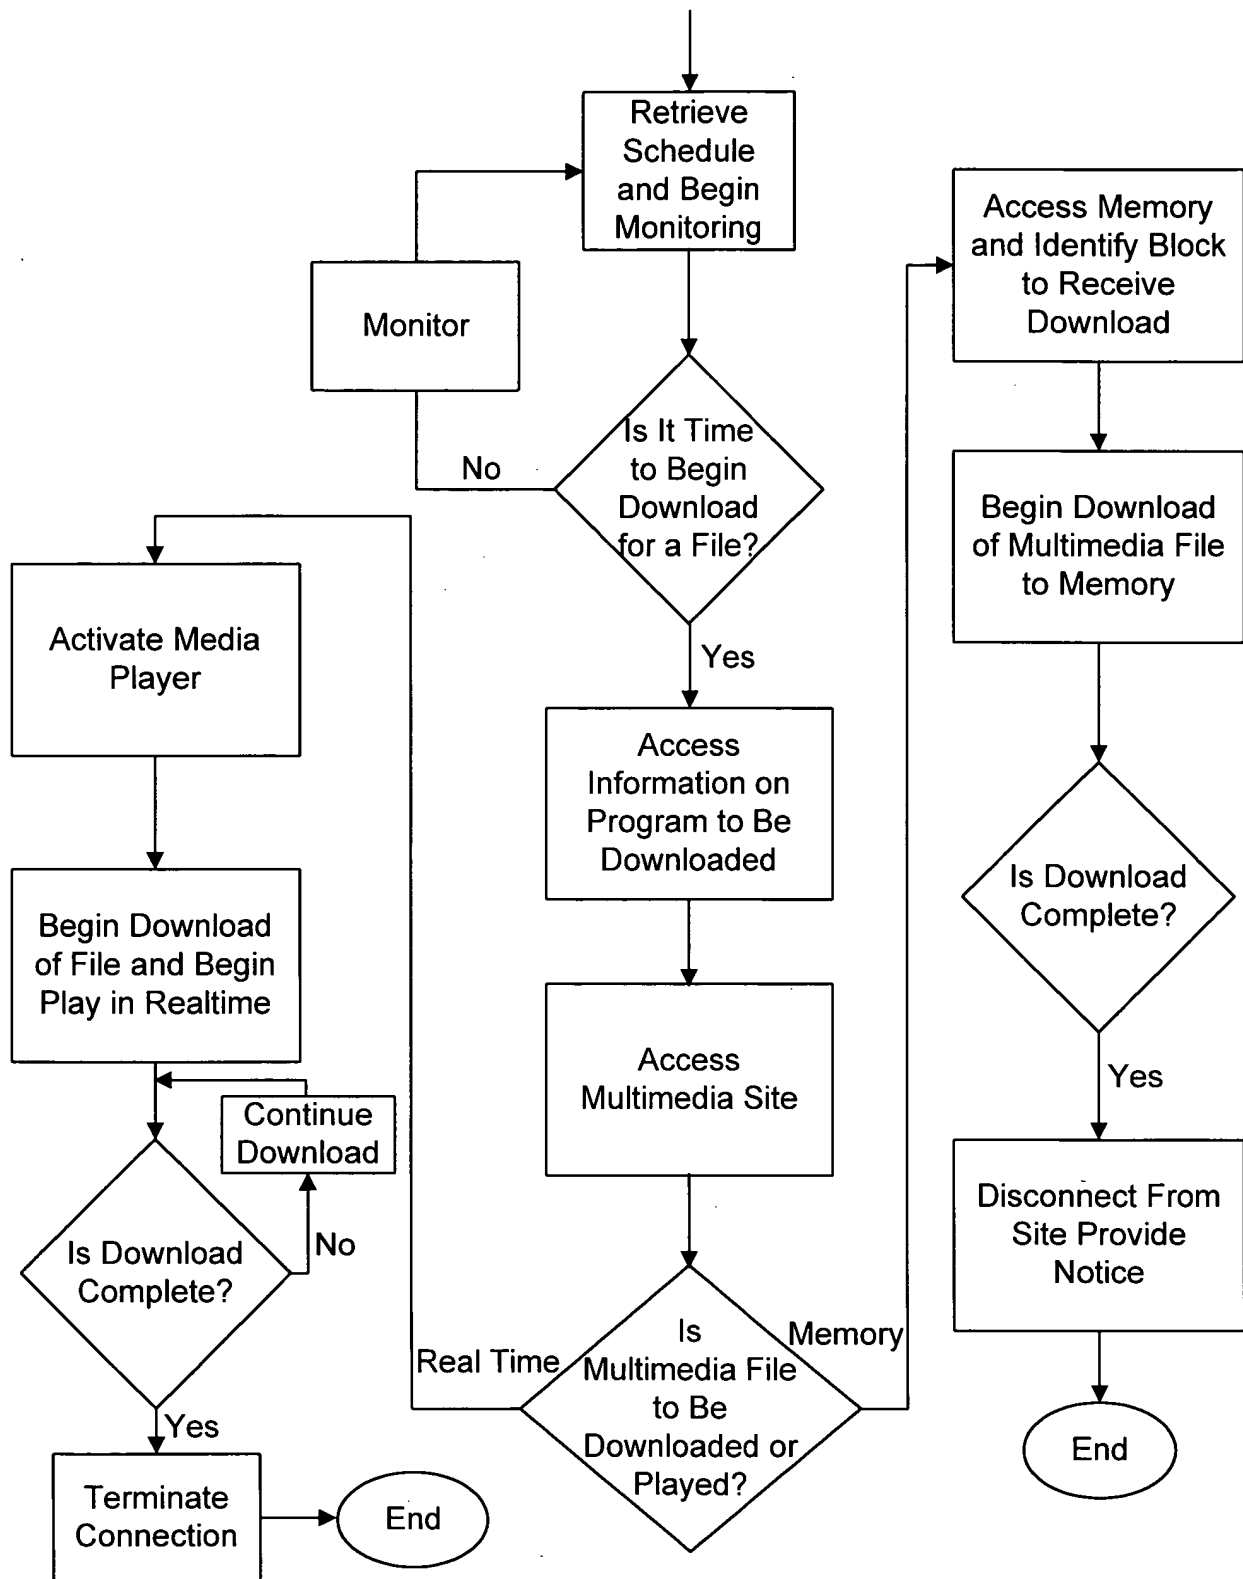 Retrieve
Schedule
and Begin
Monitoring
Monitor
Is It Time
to Begin
Download
for a File?
No
Yes
Access
Information on
Program to Be
Downloaded
Access
Multimedia Site
Is
Multimedia File
to Be
Downloaded or
Played?
Real Time
Memory
Activate Media
Player
Begin Download
of File and Begin
Play in Realtime
Continue
Download
Is Download
Complete?
No
Yes
Terminate
Connection
End
Access Memory
and Identify Block
to Receive
Download
Begin Download
of Multimedia File
to Memory
Is Download
Complete?
Yes
Disconnect From
Site Provide
Notice
End